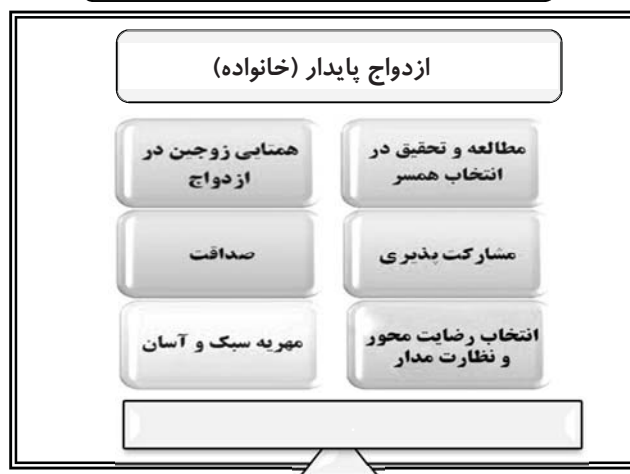 ازدواج پایدار (خانواده)
مطالعه و تحقیق در
انتخاب همسر
همتایی زوجین در
ازدواج
مشارکت پذیری
صداقت
انتخاب رضایت محور
و نظارت مدار
مهریه سبک و آسان